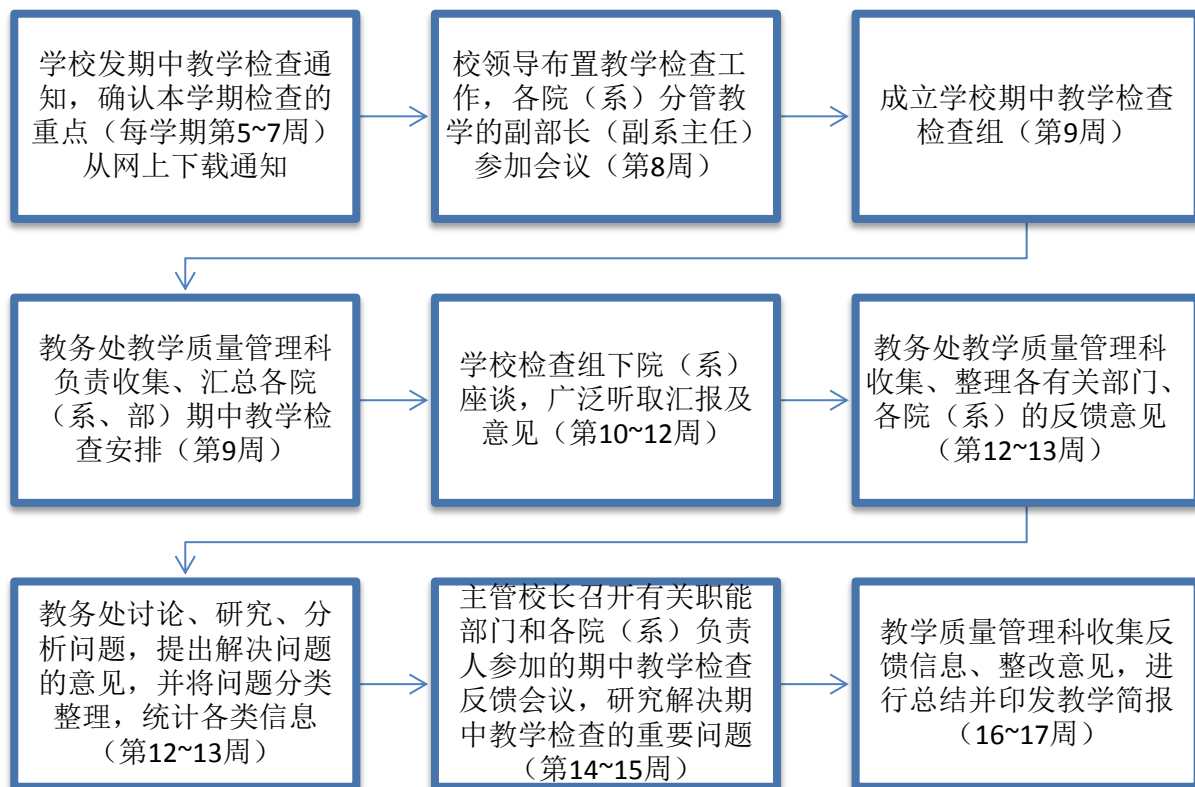 学校发期中教学检查通
知，确认本学期检查的
重点（每学期第5~7周）
从网上下载通知
校领导布置教学检查工
作，各院（系）分管教
学的副部长（副系主任）
参加会议（第8周）
成立学校期中教学检查
检查组（第9周）
教务处教学质量管理科
负责收集、汇总各院
（系、部）期中教学检
查安排（第9周）
学校检查组下院（系）
座谈，广泛听取汇报及
意见（第10~12周）
教务处教学质量管理科
收集、整理各有关部门、
各院（系）的反馈意见
（第12~13周）
教务处讨论、研究、分
析问题，提出解决问题
的意见，并将问题分类
整理，统计各类信息
（第12~13周）
主管校长召开有关职能
部门和各院（系）负责
人参加的期中教学检查
反馈会议，研究解决期
中教学检查的重要问题
（第14~15周）
教学质量管理科收集反
馈信息、整改意见，进
行总结并印发教学简报
（16~17周）